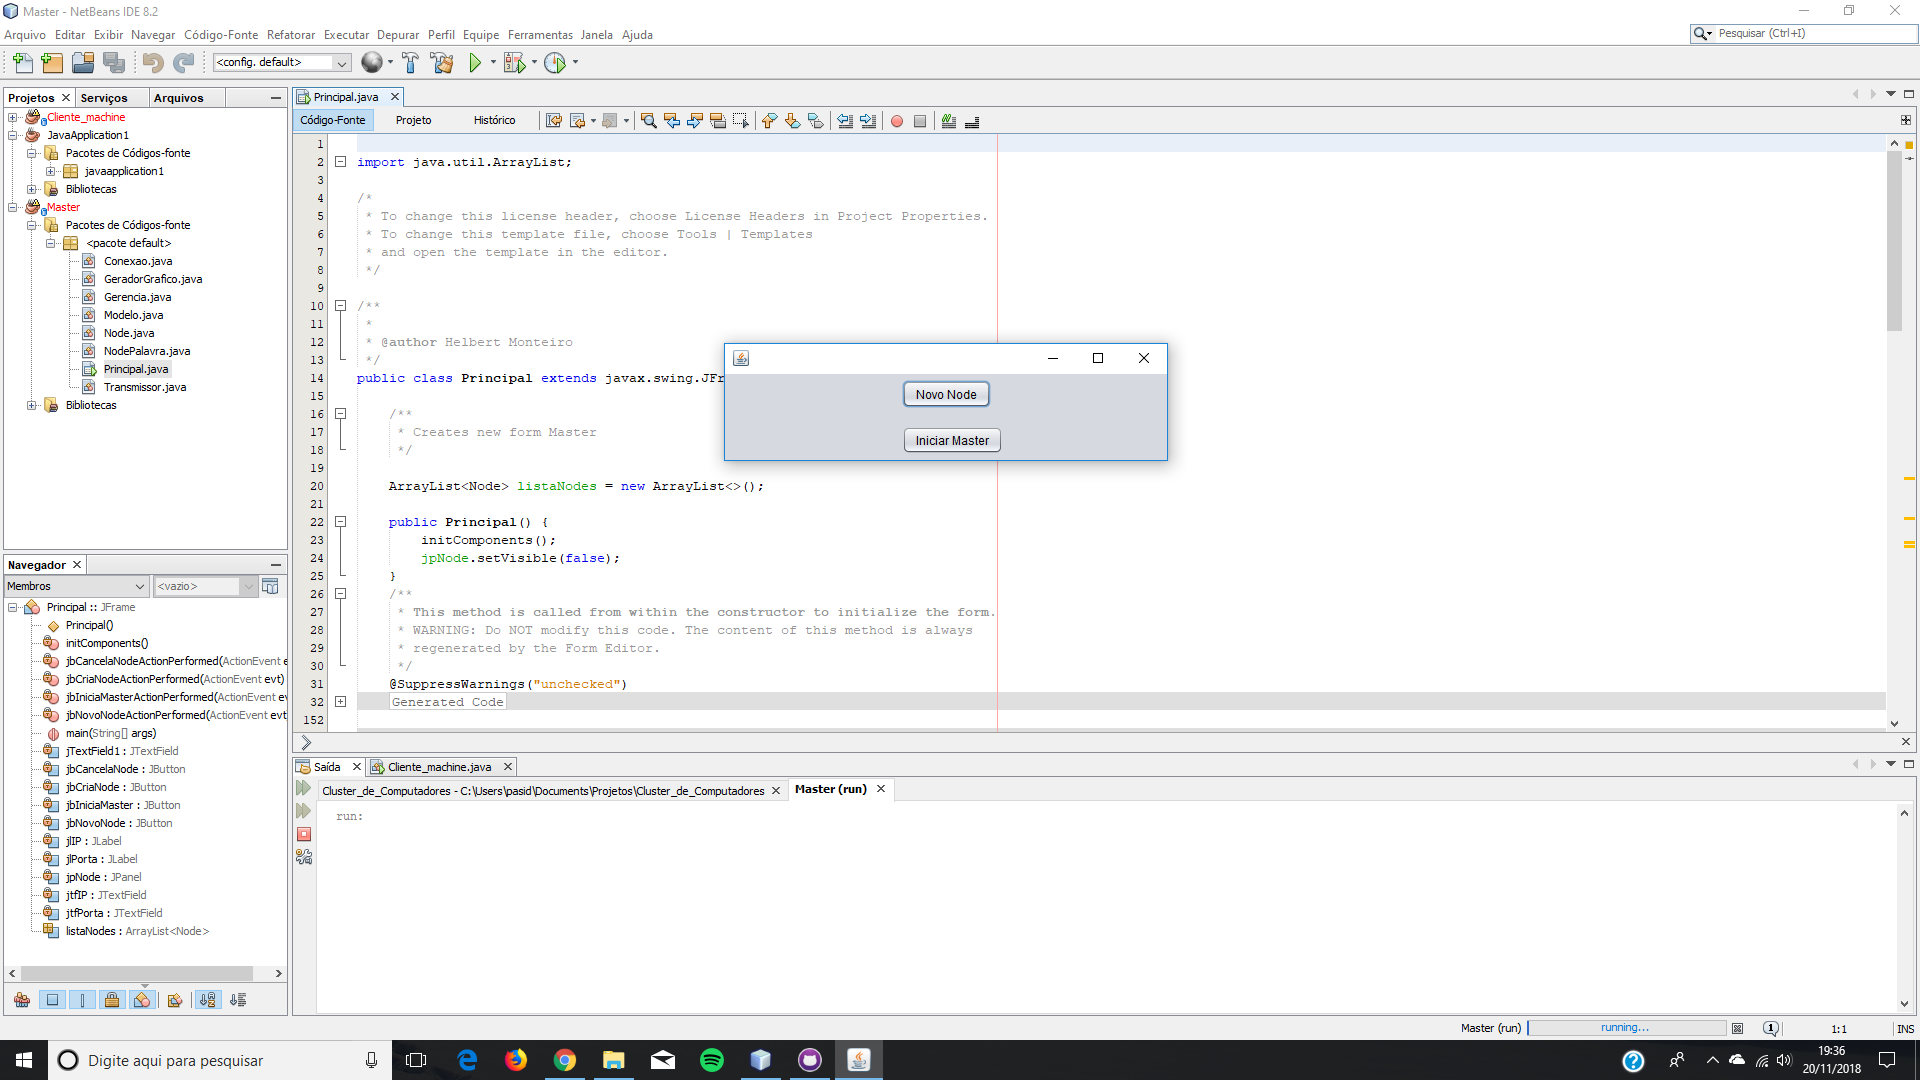 Master - NetBeans IDE 8.2
Arquivo Editar Exibir Navegar Código-Fonte Refatorar Executar Depurar Perfil Equipe Ferramentas Janela Ajuda
Pesquisar (Ctrl+I)
<config. default>
Projetos Serviços Arquivos
Cliente_machine
JavaApplication1
Pacotes de Códigos-fonte
javaapplication1
Bibliotecas
Master
Pacotes de Códigos-fonte
<pacote default>
Conexao.java
GeradorGrafico.java
Gerencia.java
Modelo.java
Node.java
NodePalavra.java
Principal.java
Transmissor.java
Bibliotecas
Navegador
Membros <vazio>
Principal :: JFrame
Principal()
initComponents()
jbCancelaNodeActionPerformed(ActionEvent e
jbCriaNodeActionPerformed(ActionEvent evt)
jbIniciaMasterActionPerformed(ActionEvent ev
jbNovoNodeActionPerformed(ActionEvent evt
main(String[] args)
jTextField1 : JTextField
jbCancelaNode : JButton
jbCriaNode : JButton
jbIniciaMaster : JButton
jbNovoNode : JButton
jlIP : JLabel
jlPorta : JLabel
jpNode : JPanel
jtfIP : JTextField
jtfPorta : JTextField
listaNodes : ArrayList<Node>
Principal.java
Código-Fonte Projeto Histórico
1
2 import java.util.ArrayList;
3
4 /*
5 * To change this license header, choose License Headers in Project Properties.
6 * To change this template file, choose Tools | Templates
7 * and open the template in the editor.
8 */
9
10 /**
11 *
12 * @author Helbert Monteiro
13 */
14 public class Principal extends javax.swing.JFr
15
16 /**
17 * Creates new form Master
18 */
19
20 ArrayList<Node> listaNodes = new ArrayList<>();
21
22 public Principal() {
23 initComponents();
24 jpNode.setVisible(false);
25 }
26 /**
27 * This method is called from within the constructor to initialize the form.
28 * WARNING: Do NOT modify this code. The content of this method is always
29 * regenerated by the Form Editor.
30 */
31 @SuppressWarnings("unchecked")
32 Generated Code
152
Novo Node
Iniciar Master
Saída Cliente_machine.java
Cluster_de_Computadores - C:\Users\pasid\Documents\Projetos\Cluster_de_Computadores Master (run)
run:
Master (run) running... 1 1:1 INS
Digite aqui para pesquisar
19:36
20/11/2018